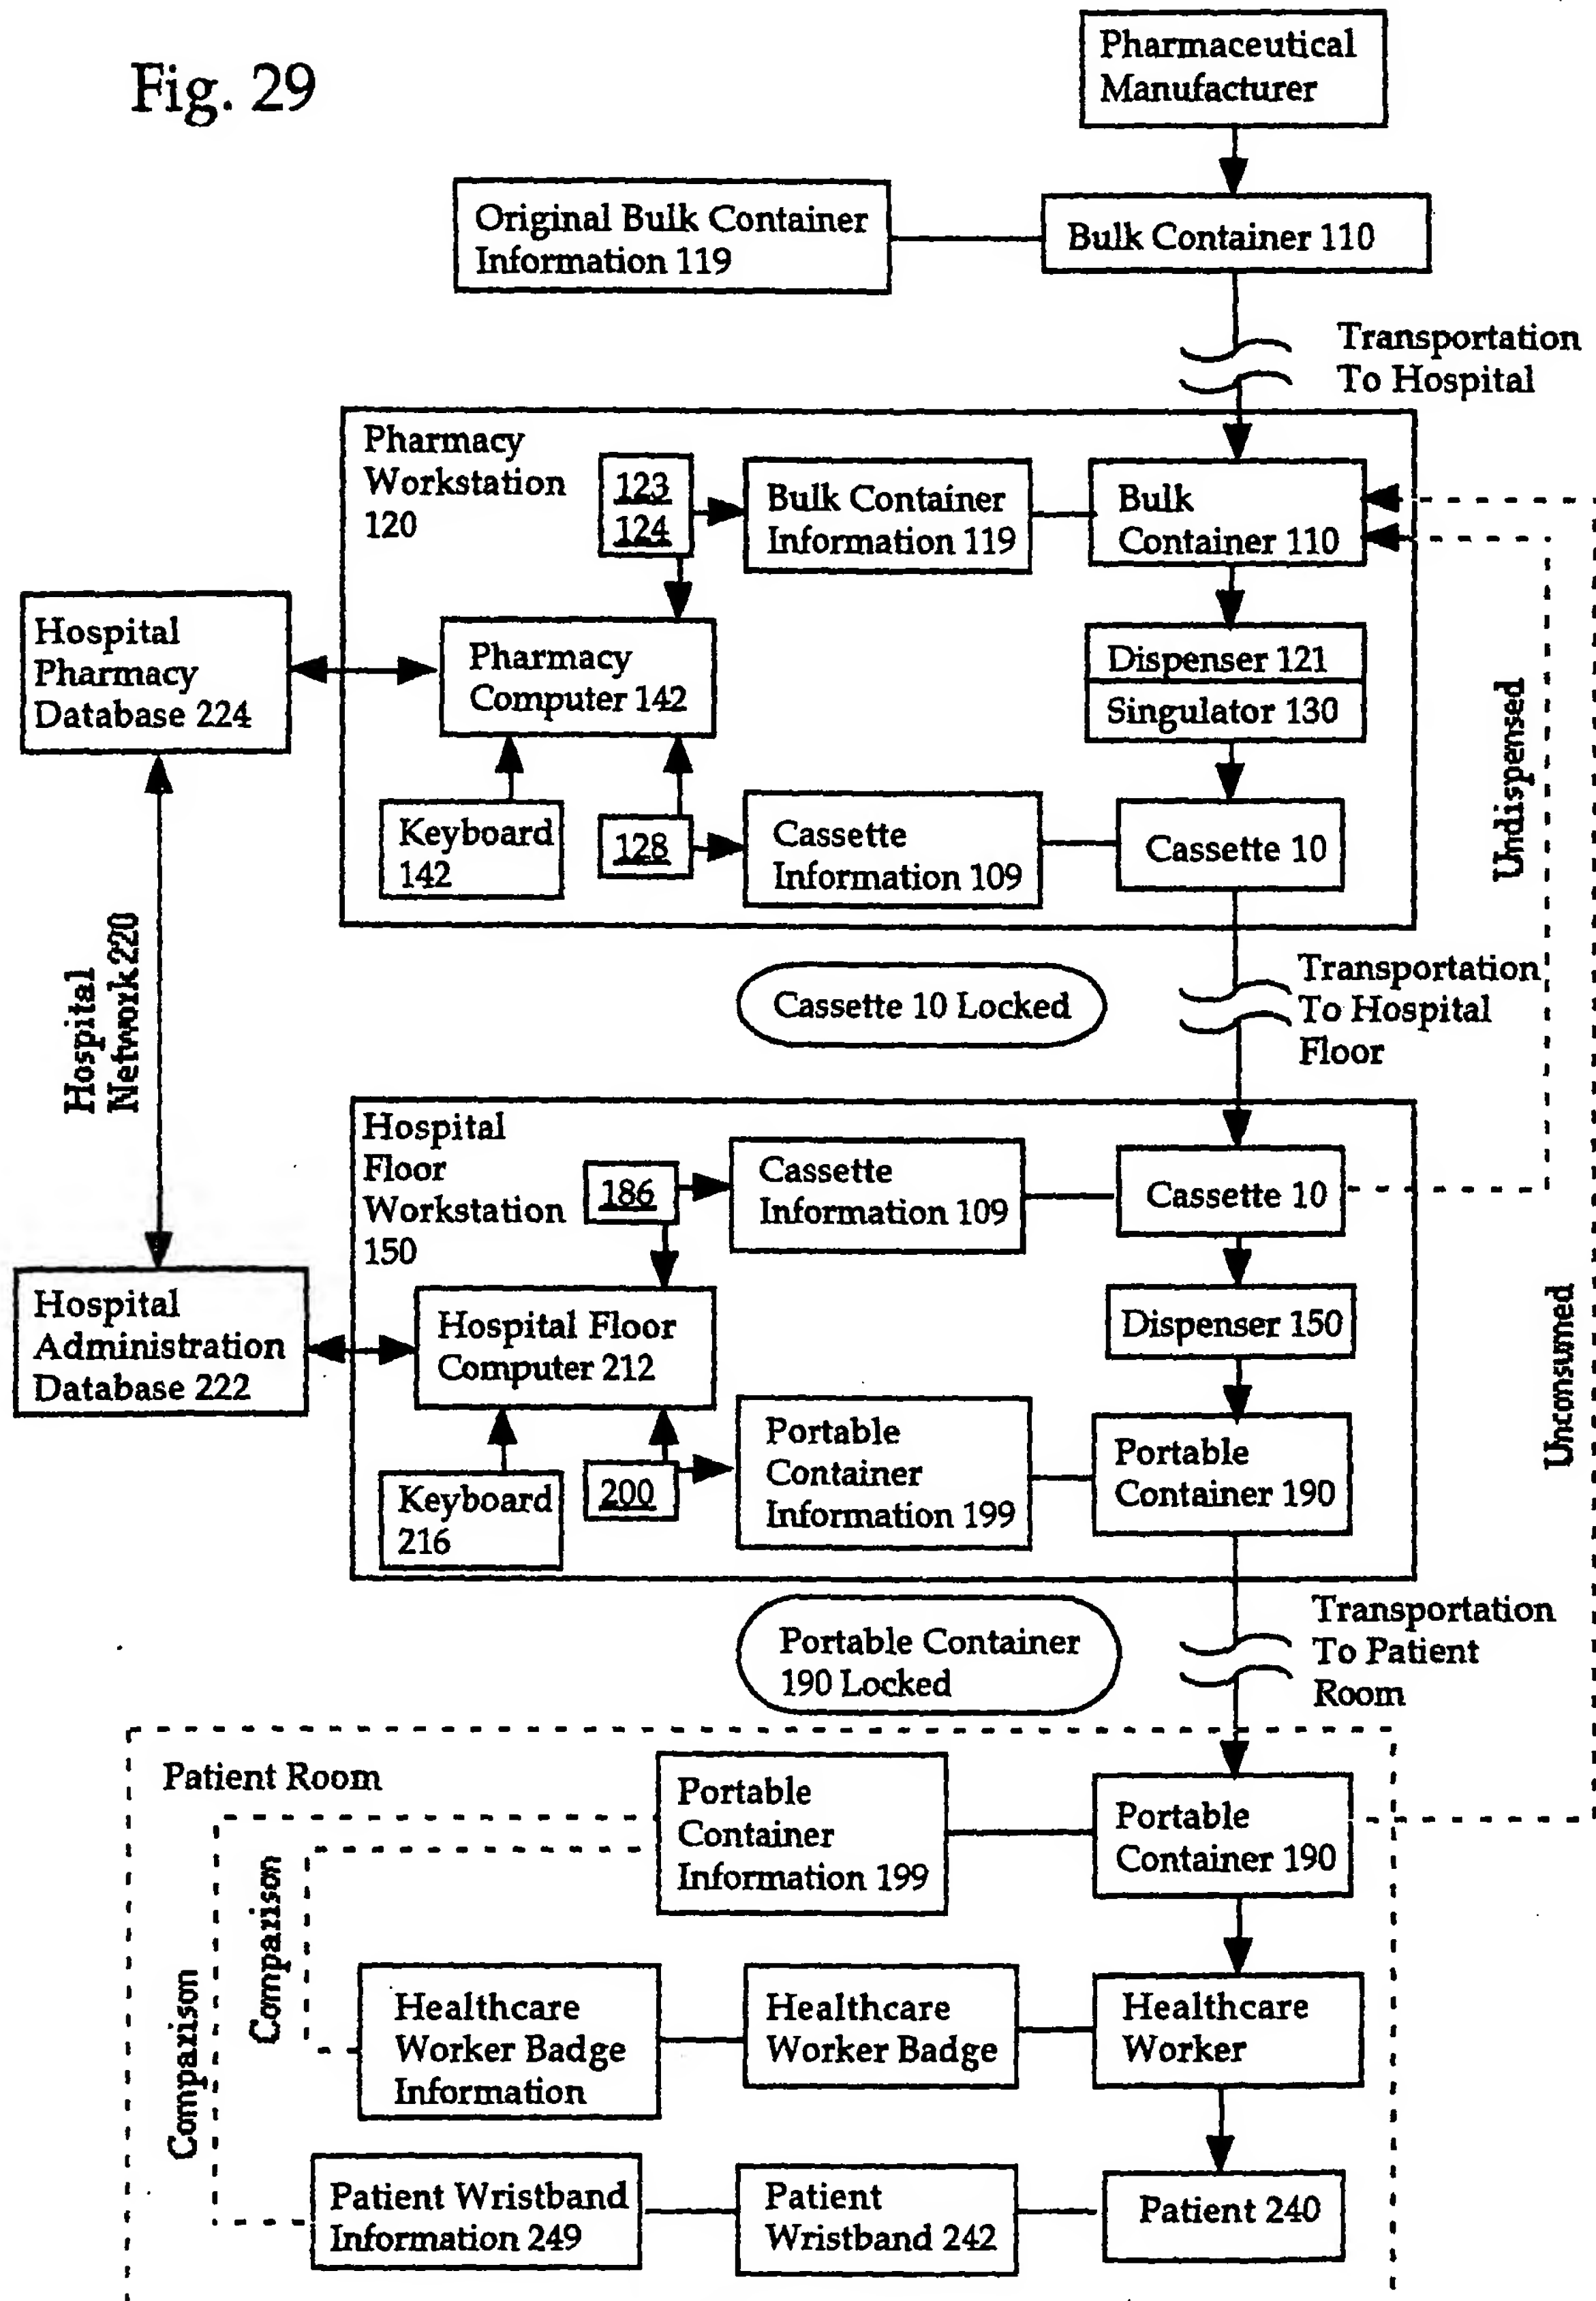 Fig. 29
Pharmaceutical
Manufacturer
Original Bulk Container
Information 119
Bulk Container 110
Transportation
To Hospital
Pharmacy
Workstation
120
123
124
Bulk Container
Information 119
Bulk
Container 110
Hospital
Pharmacy
Database 224
Pharmacy
Computer 142
Dispenser 121
Singulator 130
Undispensed
Keyboard
142
128
Cassette
Information 109
Cassette 10
Hospital
Network 220
Cassette 10 Locked
Transportation
To Hospital
Floor
Hospital
Floor
Workstation
150
186
Cassette
Information 109
Cassette 10
Hospital
Administration
Database 222
Hospital Floor
Computer 212
Dispenser 150
Unconsumed
Keyboard
216
200
Portable
Container
Information 199
Portable
Container 190
Portable Container
190 Locked
Transportation
To Patient
Room
Patient Room
Portable
Container
Information 199
Portable
Container 190
Comparison
Comparison
Healthcare
Worker Badge
Information
Healthcare
Worker Badge
Healthcare
Worker
Patient Wristband
Information 249
Patient
Wristband 242
Patient 240